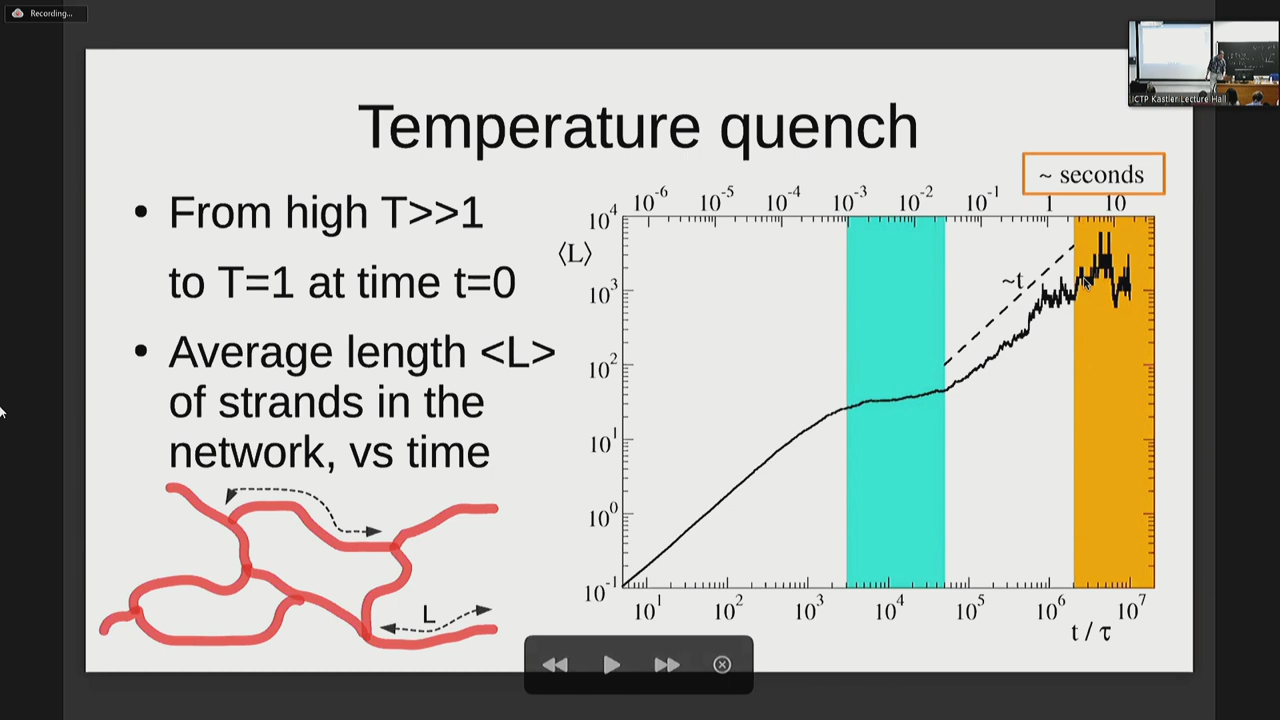 Recording...
ICTP Kastler Lecture Hall
Temperature quench
• From high T>>1
to T=1 at time t=0
• Average length <L>
of strands in the
network, vs time
L
~ seconds
10-6 10-5 10-4 10-3 10-2 10-1 1 10
⟨L⟩
104
103
102
101
100
10-1
~t
101 102 103 104 105 106 107
t / τ